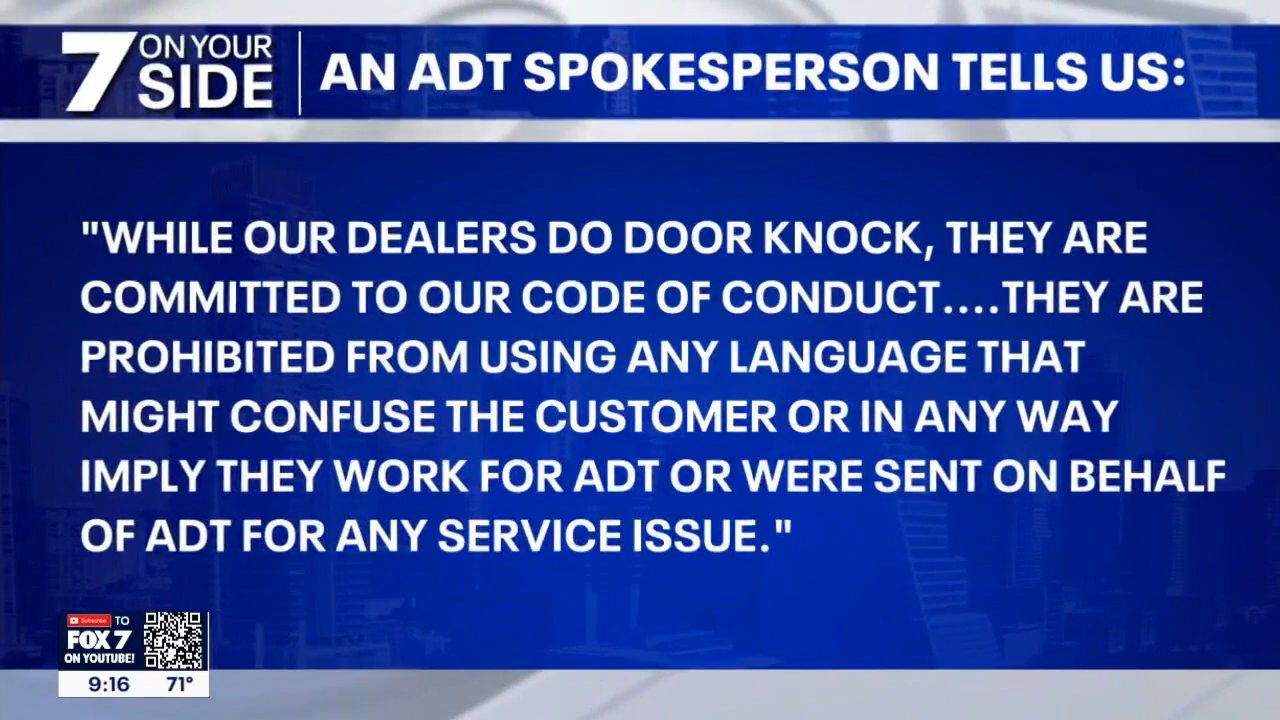 7 ON YOUR
SIDE
AN ADT SPOKESPERSON TELLS US:
"WHILE OUR DEALERS DO DOOR KNOCK, THEY ARE
COMMITTED TO OUR CODE OF CONDUCT....THEY ARE
PROHIBITED FROM USING ANY LANGUAGE THAT
MIGHT CONFUSE THE CUSTOMER OR IN ANY WAY
IMPLY THEY WORK FOR ADT OR WERE SENT ON BEHALF
OF ADT FOR ANY SERVICE ISSUE."
Subscribe TO
FOX 7
ON YOUTUBE!
9:16 71°